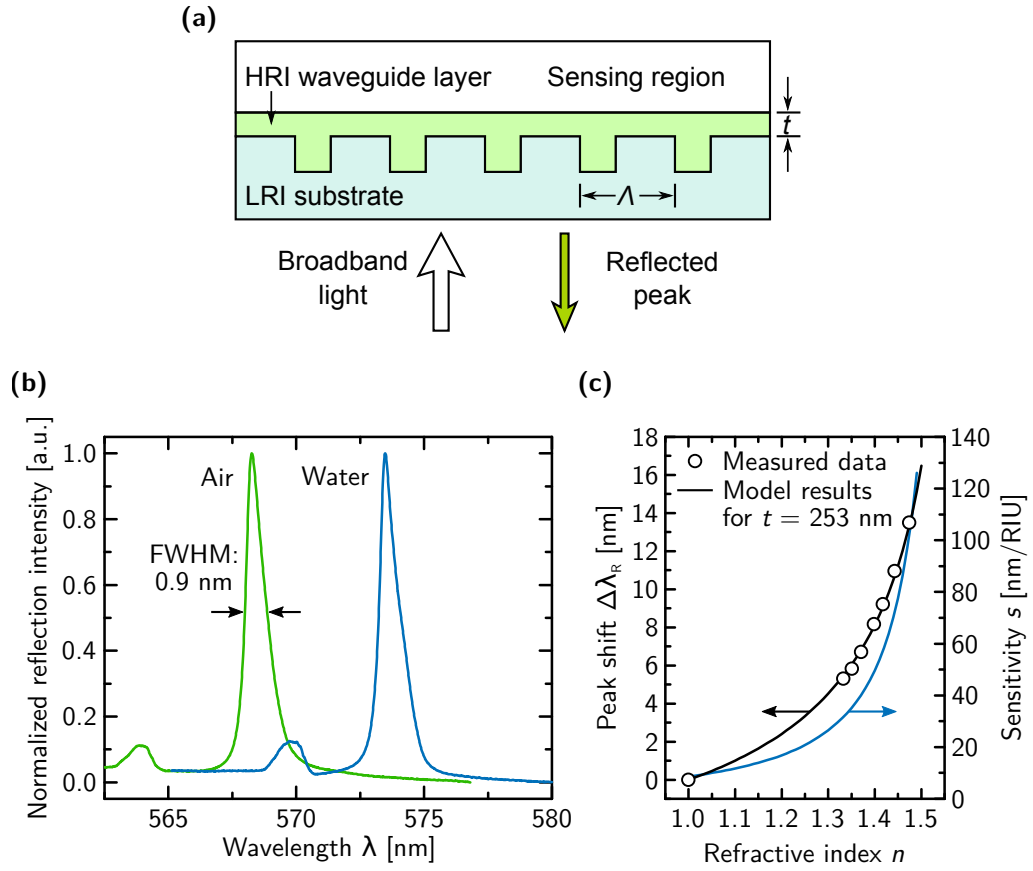 (a)
HRI waveguide layer
Sensing region
t
LRI substrate
Λ
Broadband
light
Reflected
peak
(b)
Normalized reflection intensity [a.u.]
1.0
0.8
0.6
0.4
0.2
0.0
Air
Water
FWHM:
0.9 nm
565
570
575
580
Wavelength λ [nm]
(c)
Peak shift Δλ_R [nm]
18
16
14
12
10
8
6
4
2
0
Measured data
Model results
for t = 253 nm
140
120
100
80
60
40
20
0
Sensitivity s [nm/RIU]
1.0
1.1
1.2
1.3
1.4
1.5
Refractive index n